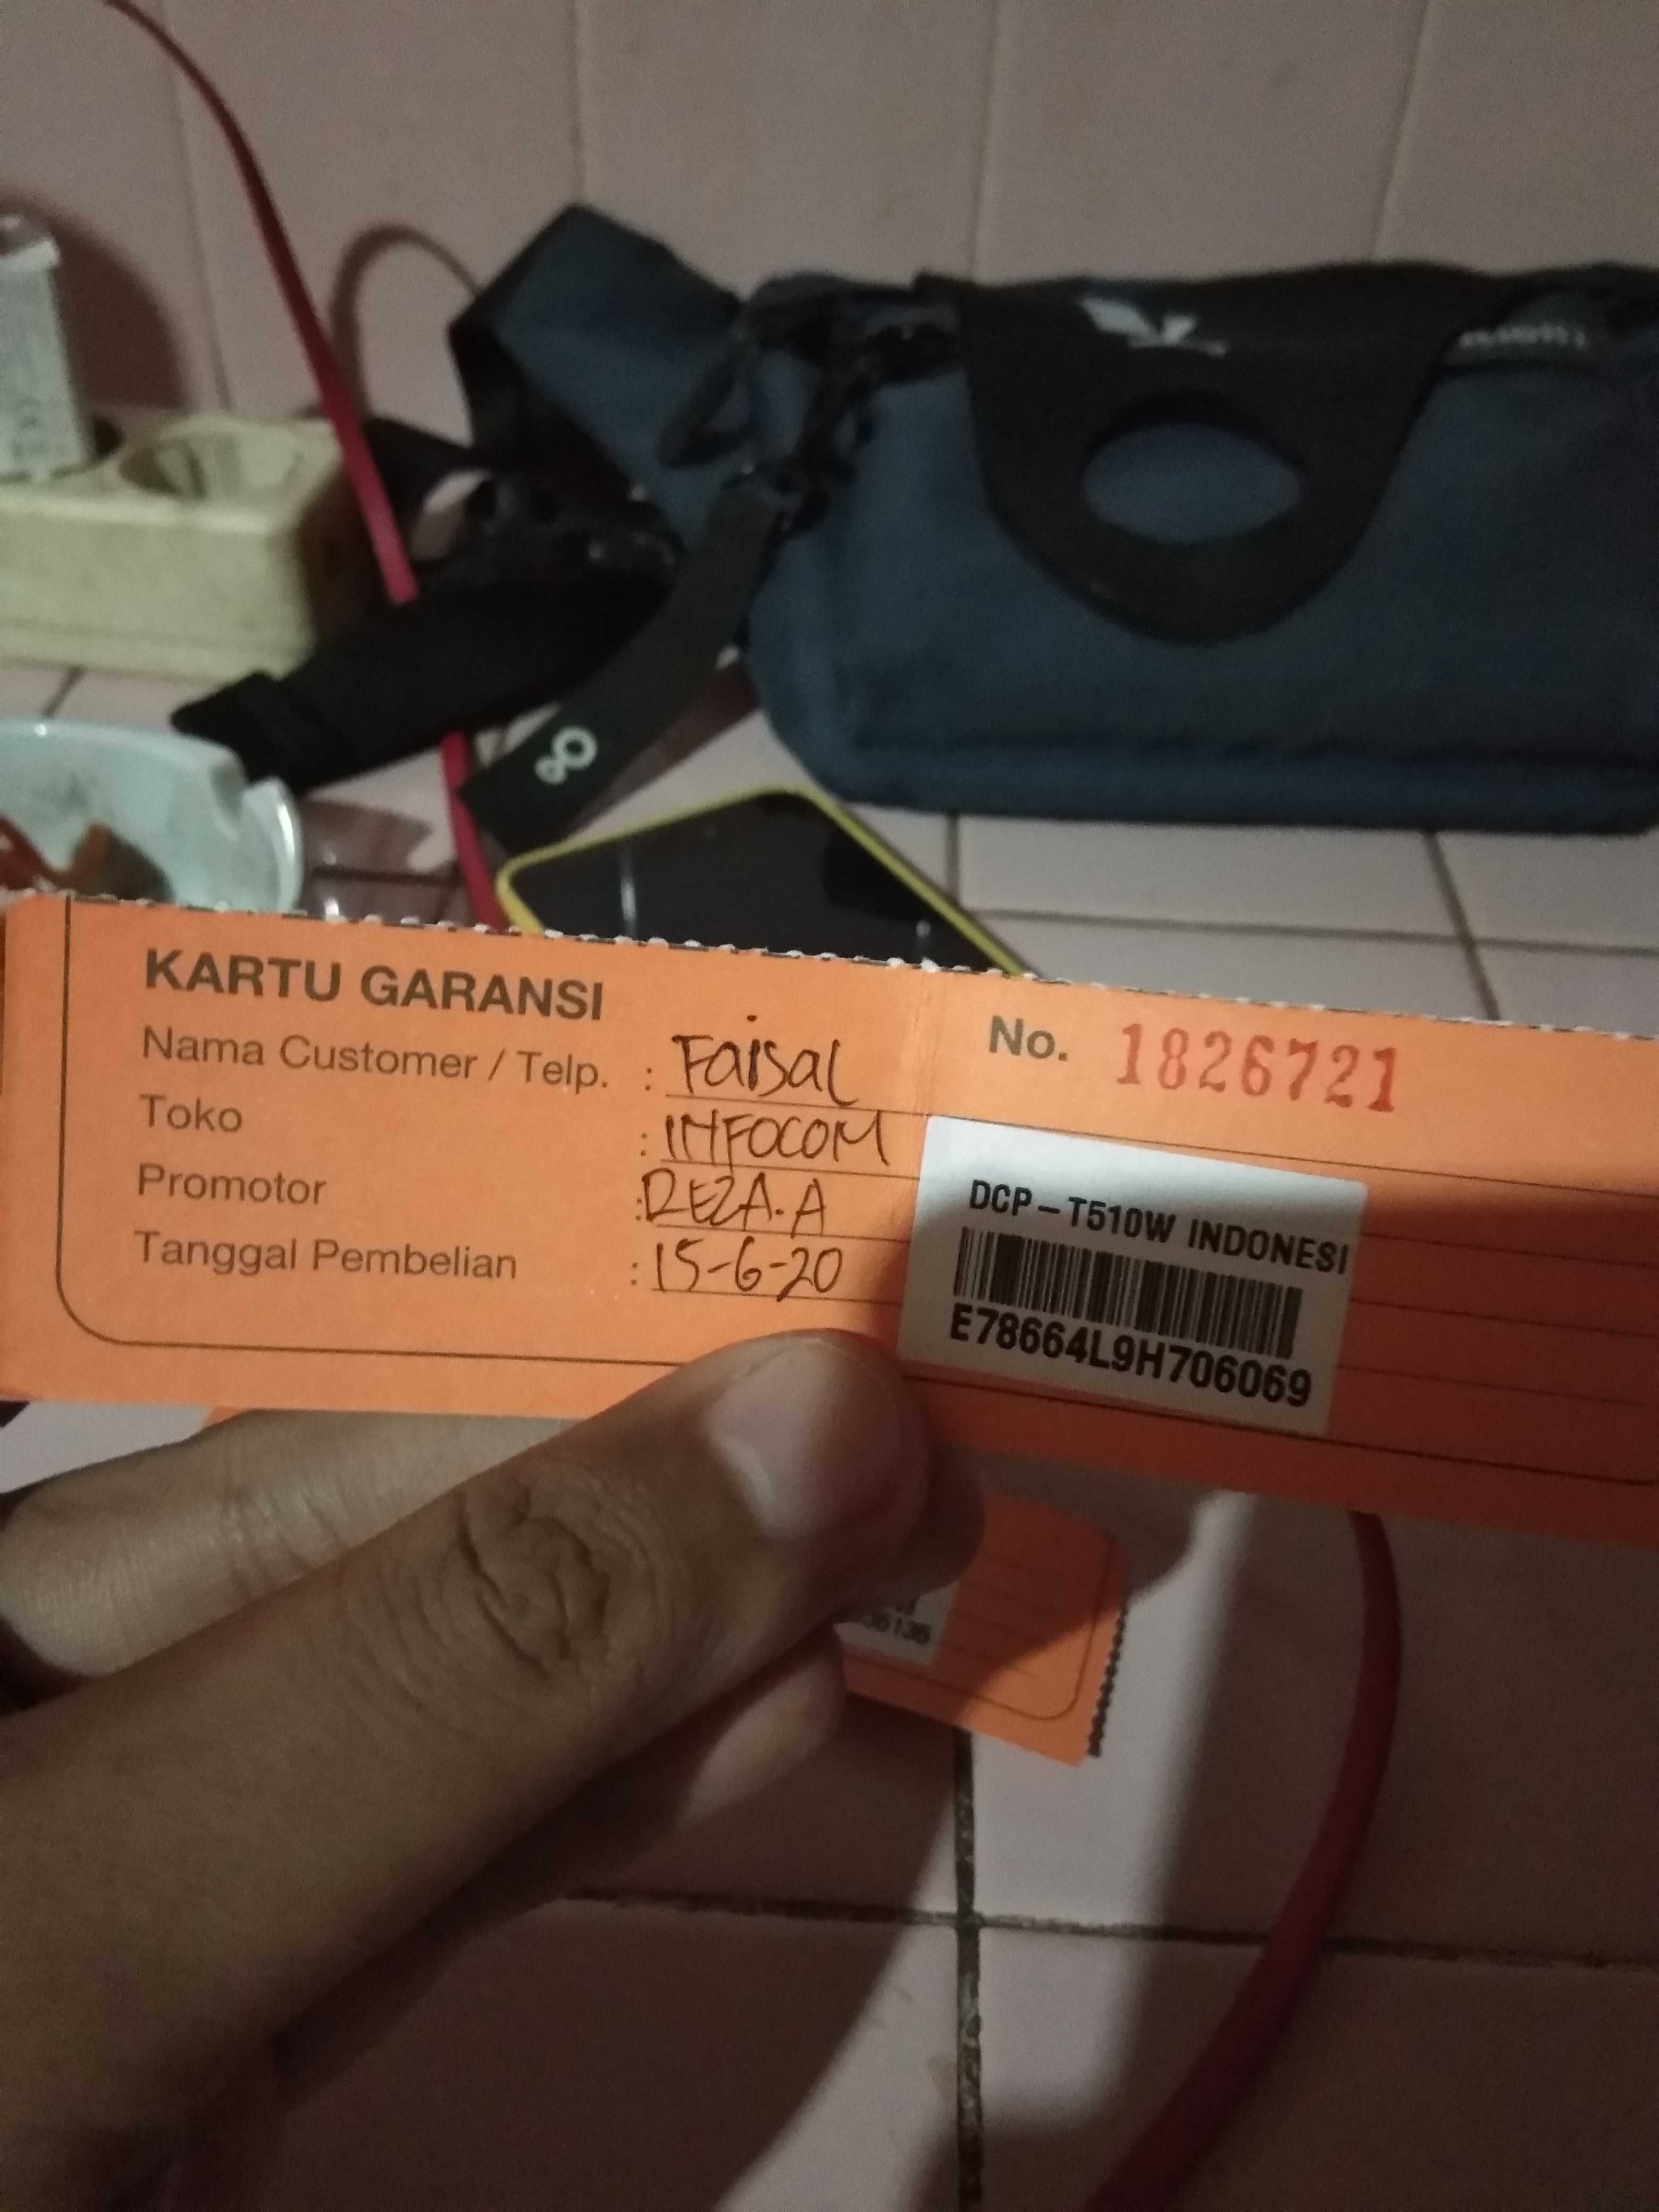 KARTU GARANSI
No. 1826721
Nama Customer / Telp. : Faisal
Toko : INFOCOM
Promotor : REZA.A
Tanggal Pembelian : 15-6-20
DCP-T510W INDONESI
E78664L9H706069